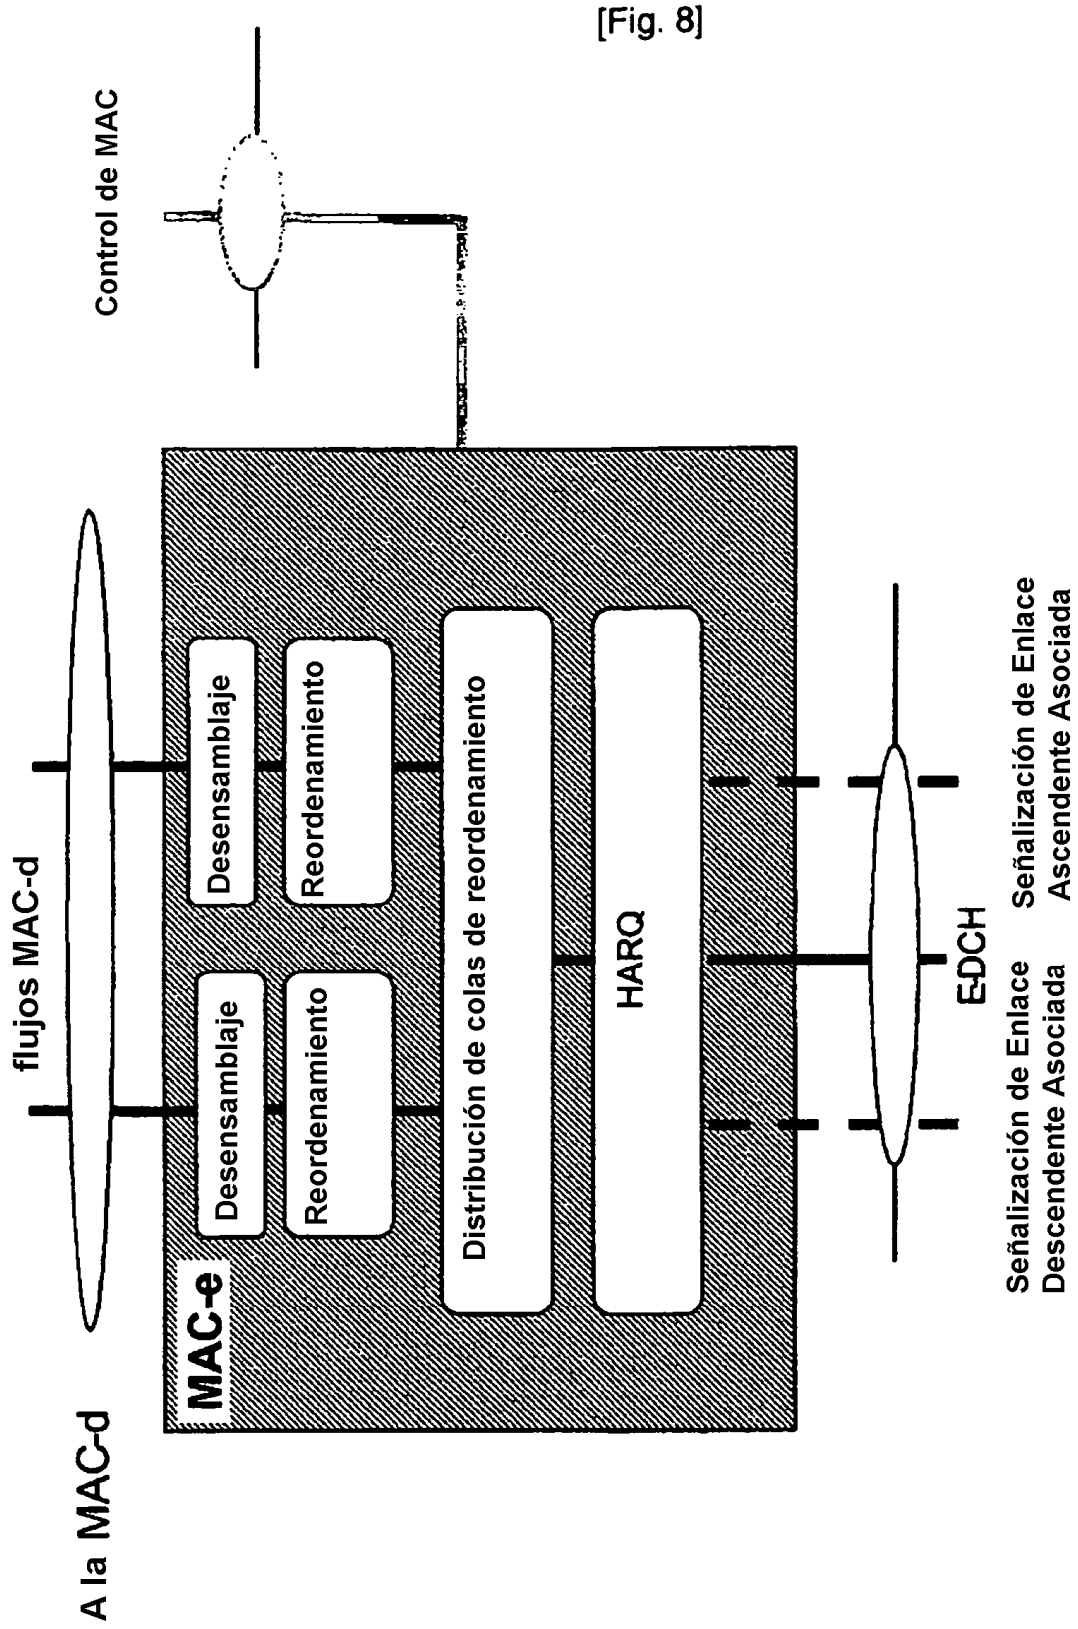 [Fig. 8]
A la MAC-d
flujos MAC-d
Control de MAC
MAC-e
Desensamblaje
Desensamblaje
Reordenamiento
Reordenamiento
Distribución de colas de reordenamiento
HARQ
E-DCH
Señalización de Enlace
Descendente Asociada
Señalización de Enlace
Ascendente Asociada